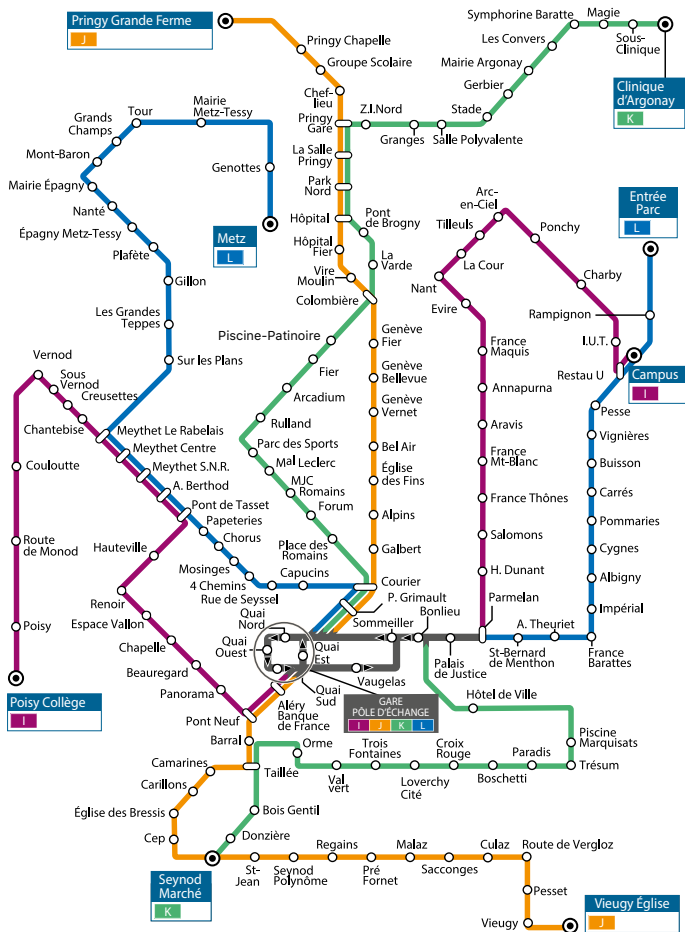 Pringy Grande Ferme
J
Pringy Chapelle
Groupe Scolaire
Chef-
lieu
Pringy
Gare
La Salle
Pringy
Park
Nord
Hôpital
Hôpital
Fier
Vire
Moulin
Colombière
Symphorine Baratte
Magie
Sous-
Clinique
Les Convers
Mairie Argonay
Gerbier
Stade
Z.I.Nord
Granges
Salle Polyvalente
Clinique
d'Argonay
K
Pont
de Brogny
La
Varde
Mairie
Metz-Tessy
Tour
Grands
Champs
Mont-Baron
Mairie Épagny
Nanté
Épagny Metz-Tessy
Plafète
Gillon
Les Grandes
Teppes
Sur les Plans
Genottes
Metz
L
Arc-
en-Ciel
Tilleuls
La Cour
Nant
Evire
Ponchy
Charby
I.U.T.
Restau U
Campus
I
Entrée
Parc
L
Rampignon
Piscine-Patinoire
Fier
Arcadium
Rulland
Parc des Sports
Mal Leclerc
MJC
Romains
Forum
Place des
Romains
Genève
Fier
Genève
Bellevue
Genève
Vernet
Bel Air
Église
des Fins
Alpins
Galbert
Courier
P. Grimault
France
Maquis
Annapurna
Aravis
France
Mt-Blanc
France Thônes
Salomons
H. Dunant
Parmelan
Pesse
Vignières
Buisson
Carrés
Pommaries
Cygnes
Albigny
Impérial
France
Barattes
A. Theuriet
St-Bernard
de Menthon
Vernod
Sous
Vernod
Creusettes
Chantebise
Couloutte
Route
de Monod
Poisy
Poisy Collège
I
Meythet Le Rabelais
Meythet Centre
Meythet S.N.R.
A. Berthod
Pont de Tasset
Papeteries
Chorus
Mosinges
4 Chemins
Rue de Seyssel
Capucins
Hauteville
Renoir
Espace Vallon
Chapelle
Beauregard
Panorama
Pont Neuf
Quai
Nord
Quai
Ouest
Quai
Est
Quai
Sud
Sommeiller
Bonlieu
Palais
de Justice
Vaugelas
Aléry
Banque
de France
GARE
PÔLE D'ÉCHANGE
I J K L
Hôtel de Ville
Piscine
Marquisats
Trésum
Paradis
Boschetti
Croix
Rouge
Loverchy
Cité
Trois
Fontaines
Val
vert
Orme
Barral
Taillée
Camarines
Carillons
Église des Bressis
Cep
Bois Gentil
Donzière
Seynod
Marché
K
St-
Jean
Seynod
Polynôme
Regains
Pré
Fornet
Malaz
Sacconges
Culaz
Route de Vergloz
Pesset
Vieugy
Vieugy Église
J